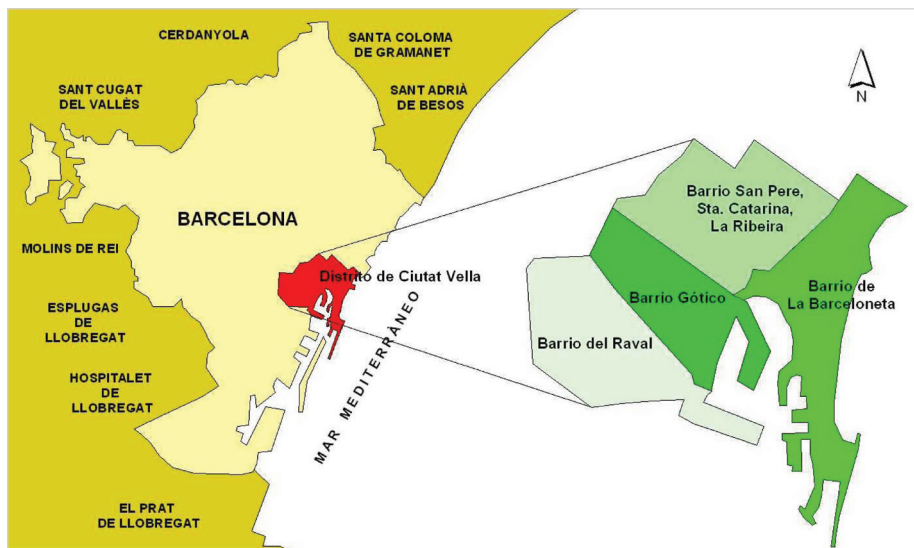 CERDANYOLA
SANTA COLOMA
DE GRAMANET
SANT CUGAT
DEL VALLÈS
SANT ADRIÀ
DE BESOS
N
BARCELONA
MOLINS DE REI
Distrito de Ciutat Vella
ESPLUGAS
DE
LLOBREGAT
HOSPITALET
DE
LLOBREGAT
MAR MEDITERRÀNEO
EL PRAT
DE LLOBREGAT
Barrio San Pere,
Sta. Catarina,
La Ribeira
Barrio Gótico
Barrio de
La Barceloneta
Barrio del Raval